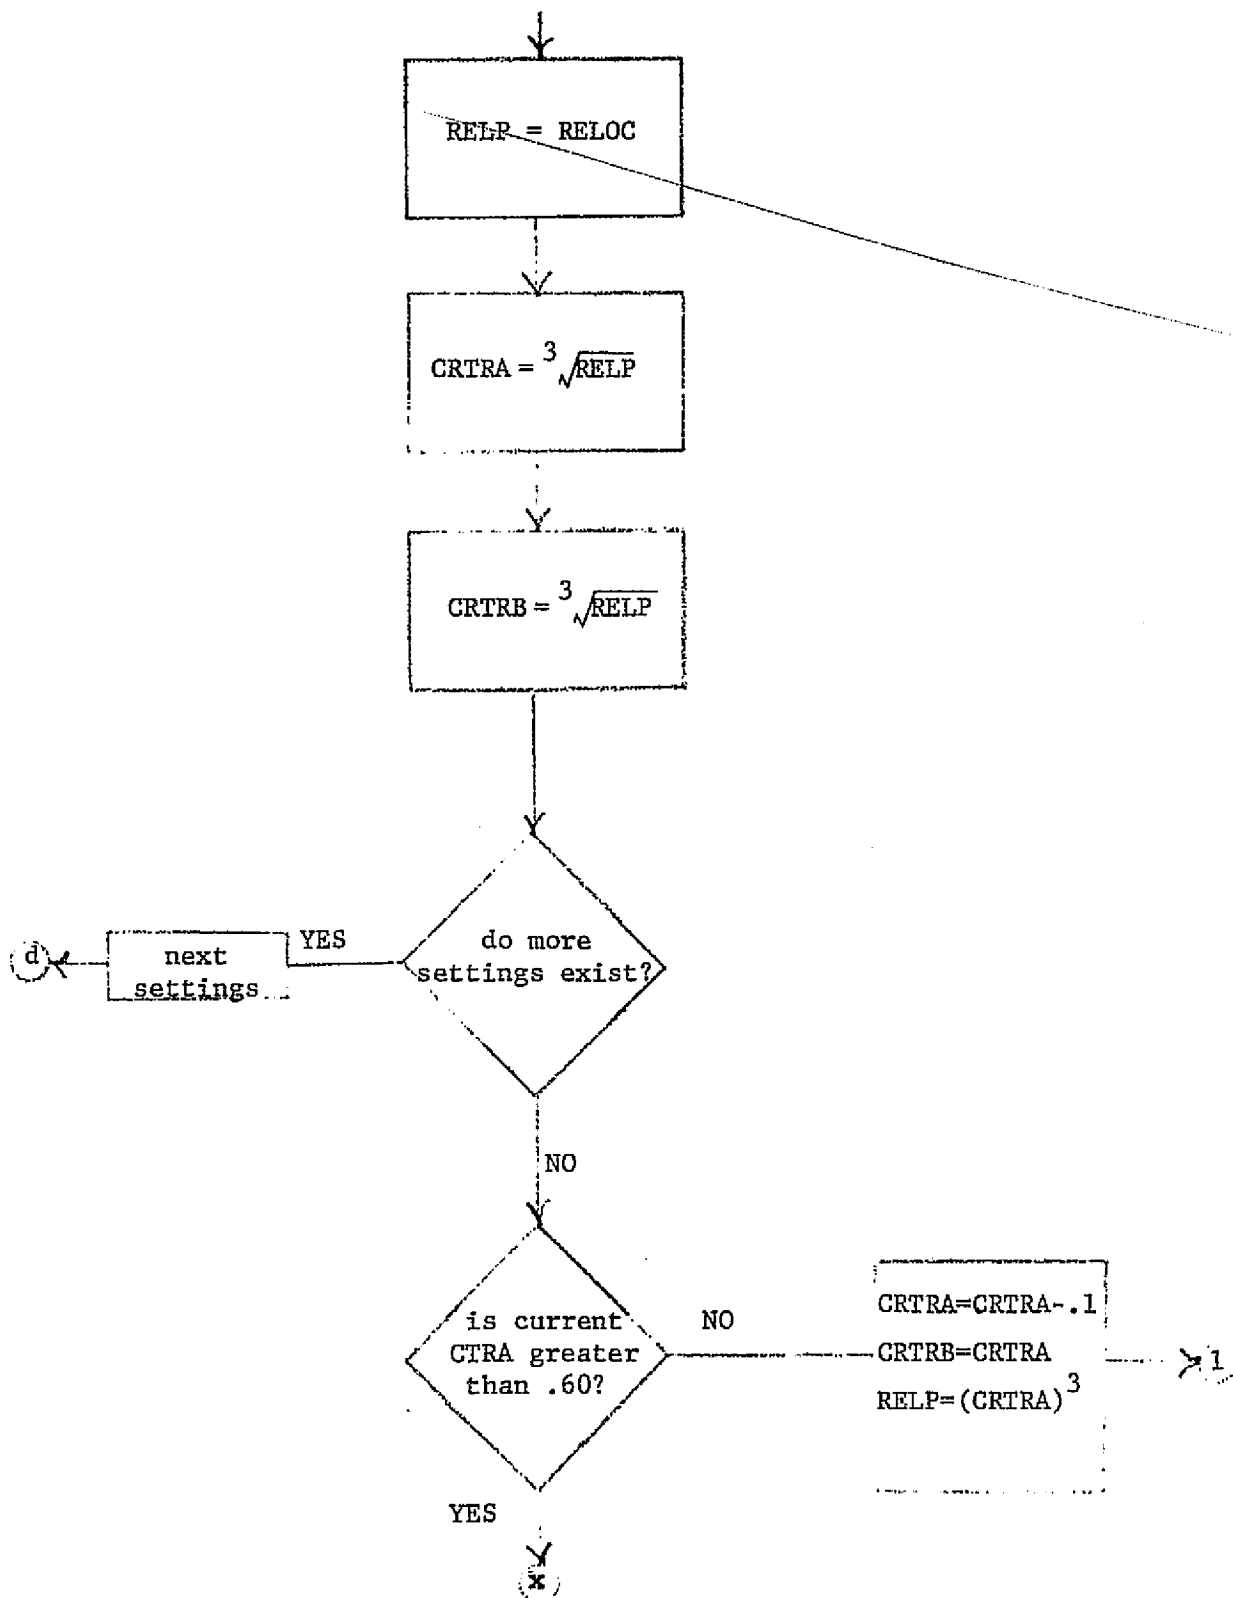 RELP = RELOC
CRTRA = ³√RELP
CRTRB = ³√RELP
do more
settings exist?
YES
next
settings
d
NO
is current
CTRA greater
than .60?
NO
CRTRA=CRTRA-.1
CRTRB=CRTRA
RELP=(CRTRA)³
1
YES
x